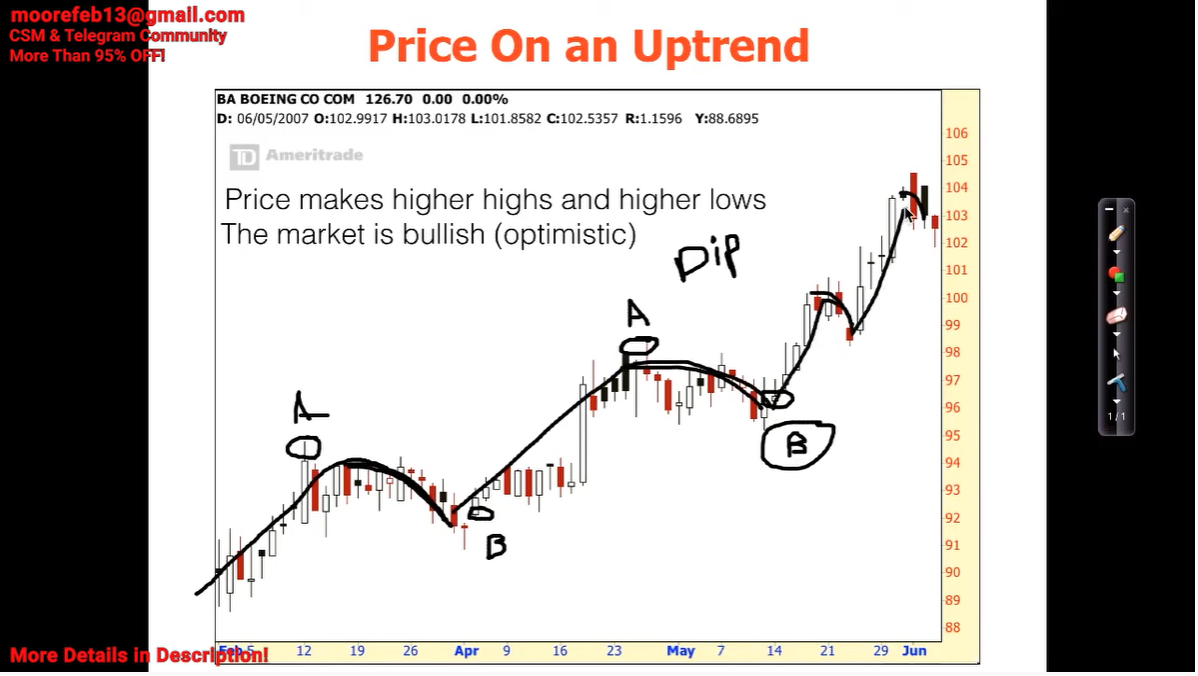 moorefeb13@gmail.com
CSM & Telegram Community
More Than 95% OFF!
Price On an Uptrend
BA BOEING CO COM 126.70 0.00 0.00%
D: 06/05/2007 O:102.9917 H:103.0178 L:101.8582 C:102.5357 R:1.1596 Y:88.6895
TD Ameritrade
Price makes higher highs and higher lows
The market is bullish (optimistic)
Dip
A
A
B
B
106
105
104
103
102
101
100
99
98
97
96
95
94
93
92
91
90
89
88
1/1
More Details in Description!
Feb 5 12 19 26 Apr 9 16 23 May 7 14 21 29 Jun